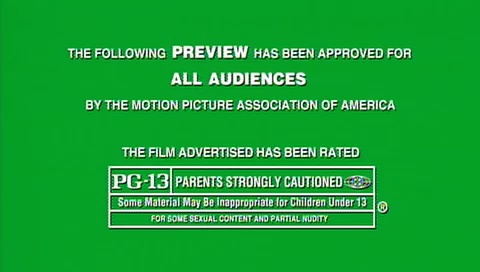 THE FOLLOWING PREVIEW HAS BEEN APPROVED FOR
ALL AUDIENCES
BY THE MOTION PICTURE ASSOCIATION OF AMERICA
THE FILM ADVERTISED HAS BEEN RATED
PG-13 PARENTS STRONGLY CAUTIONED
Some Material May Be Inappropriate for Children Under 13
FOR SOME SEXUAL CONTENT AND PARTIAL NUDITY
®